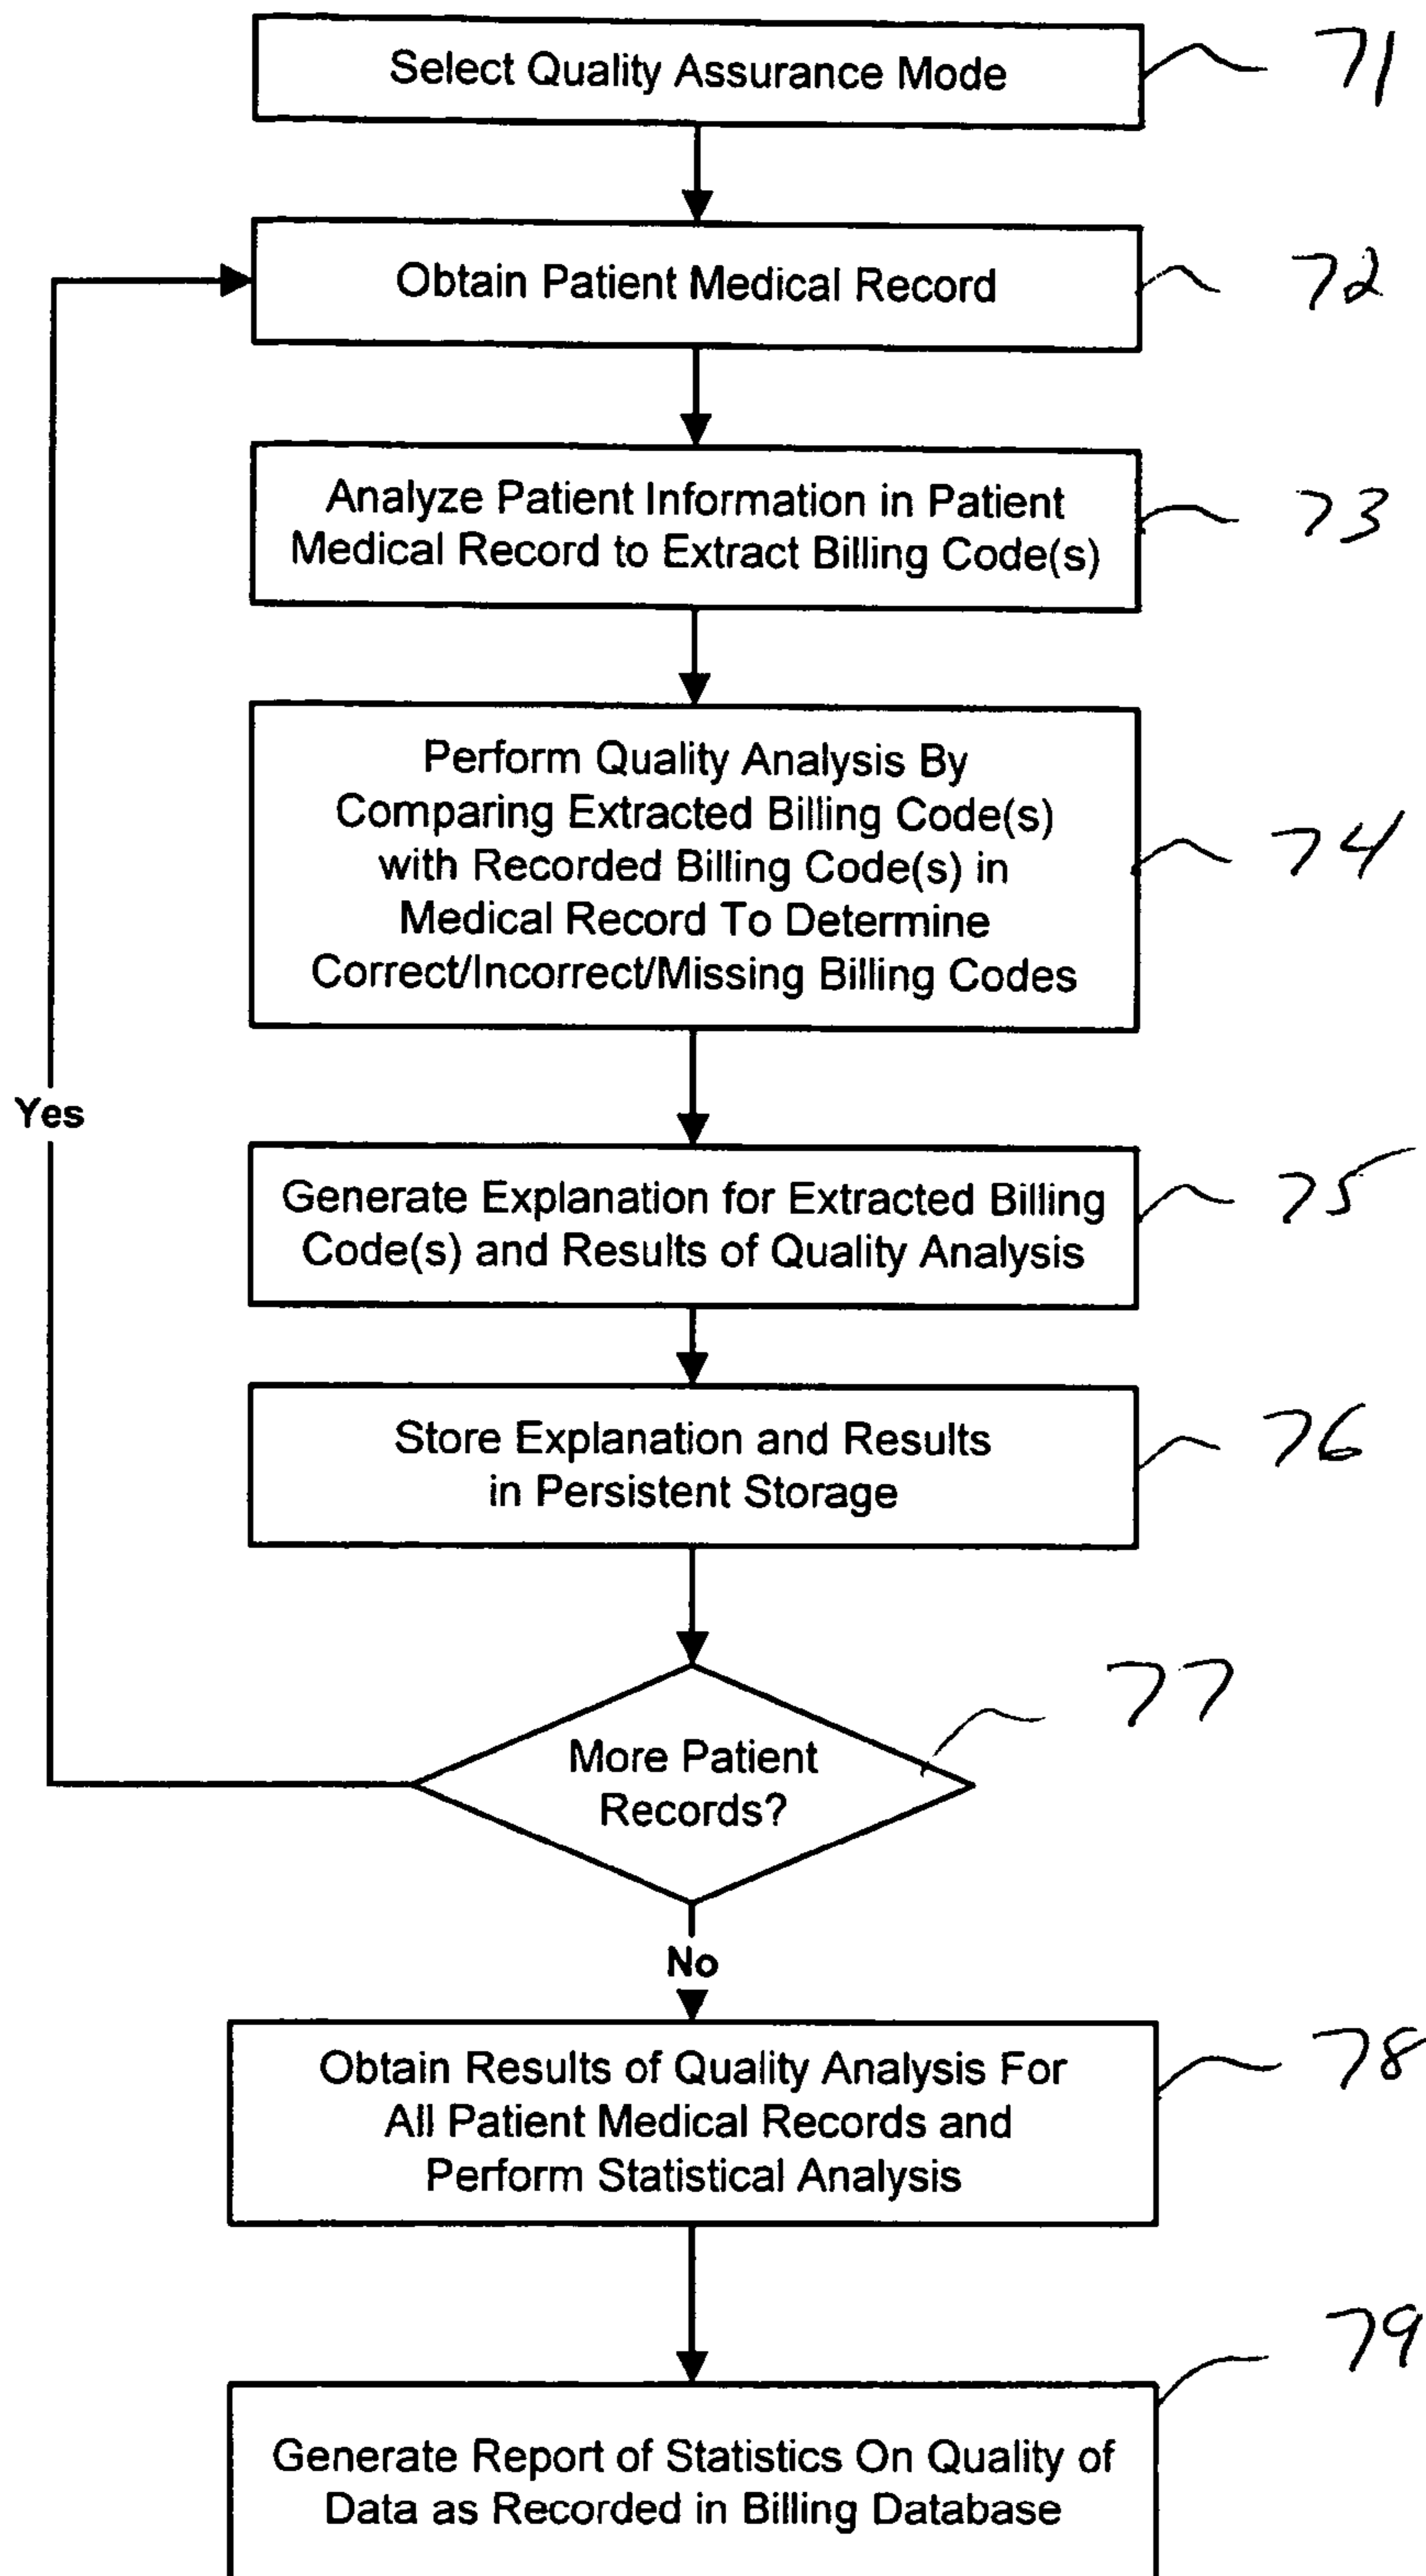 Select Quality Assurance Mode
71
Obtain Patient Medical Record
72
Analyze Patient Information in Patient
Medical Record to Extract Billing Code(s)
73
Perform Quality Analysis By
Comparing Extracted Billing Code(s)
with Recorded Billing Code(s) in
Medical Record To Determine
Correct/Incorrect/Missing Billing Codes
74
Yes
Generate Explanation for Extracted Billing
Code(s) and Results of Quality Analysis
75
Store Explanation and Results
in Persistent Storage
76
More Patient
Records?
77
No
Obtain Results of Quality Analysis For
All Patient Medical Records and
Perform Statistical Analysis
78
Generate Report of Statistics On Quality of
Data as Recorded in Billing Database
79